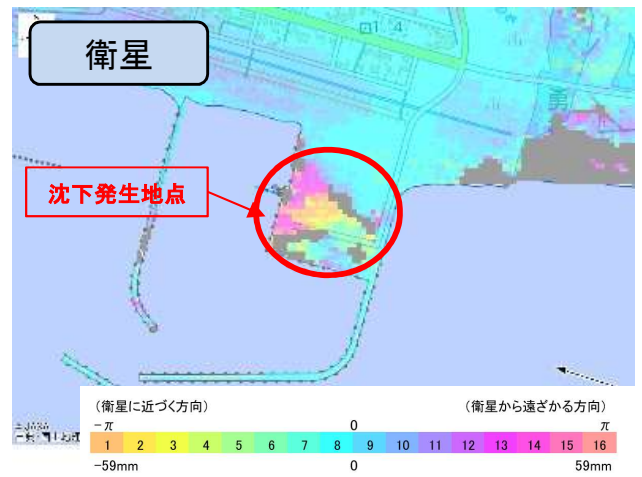 衛星
沈下発生地点
(衛星に近づく方向) (衛星から遠ざかる方向)
-π 0 π
1 2 3 4 5 6 7 8 9 10 11 12 13 14 15 16
-59mm 0 59mm